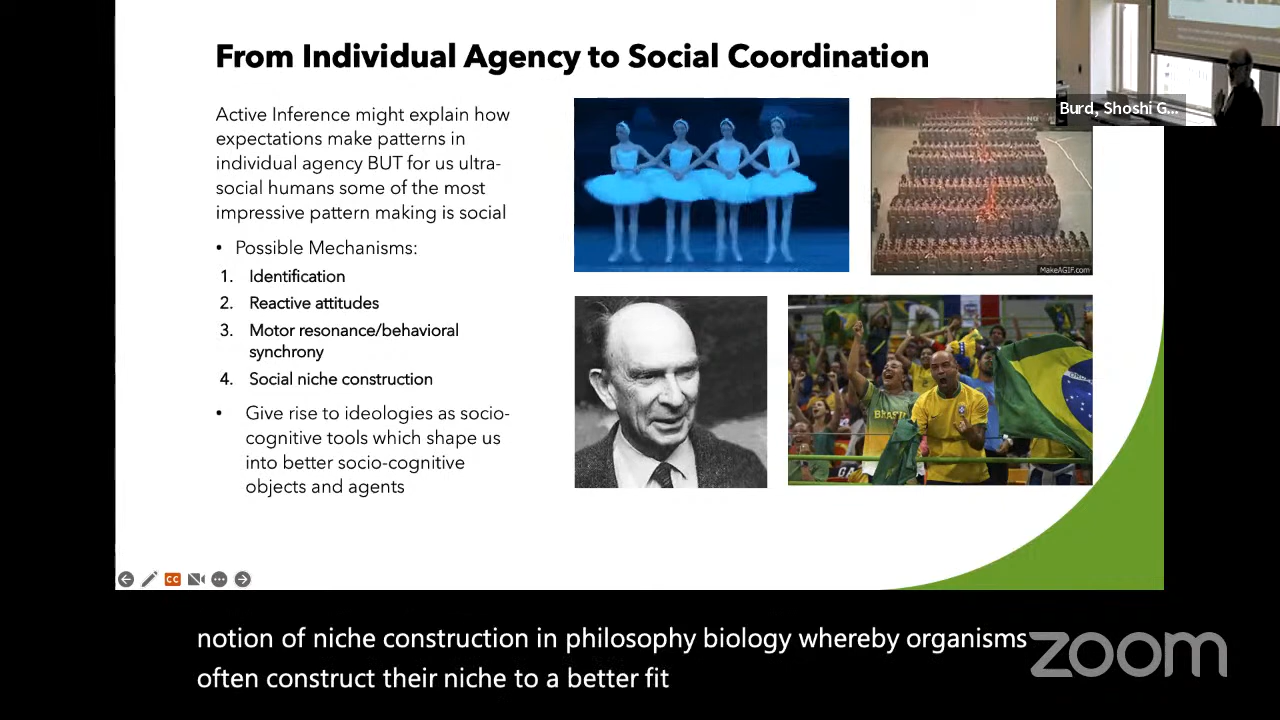 From Individual Agency to Social Coordination
Burd, Shoshi G...
Active Inference might explain how
expectations make patterns in
individual agency BUT for us ultra-
social humans some of the most
impressive pattern making is social
• Possible Mechanisms:
1. Identification
2. Reactive attitudes
3. Motor resonance/behavioral
synchrony
4. Social niche construction
• Give rise to ideologies as socio-
cognitive tools which shape us
into better socio-cognitive
objects and agents
MakeAGIF.com
BRASIL
CC
notion of niche construction in philosophy biology whereby organisms
often construct their niche to a better fit
zoom